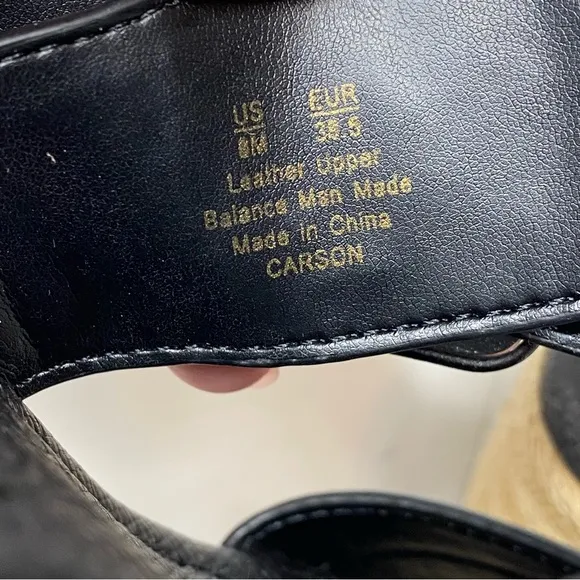 US EUR
8M 38.5
Leather Upper
Balance Man Made
Made in China
CARSON